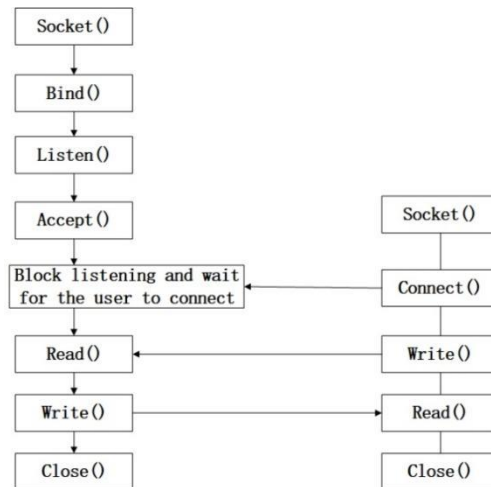 Socket()
Bind()
Listen()
Accept()
Block listening and wait
for the user to connect
Read()
Write()
Close()
Socket()
Connect()
Write()
Read()
Close()